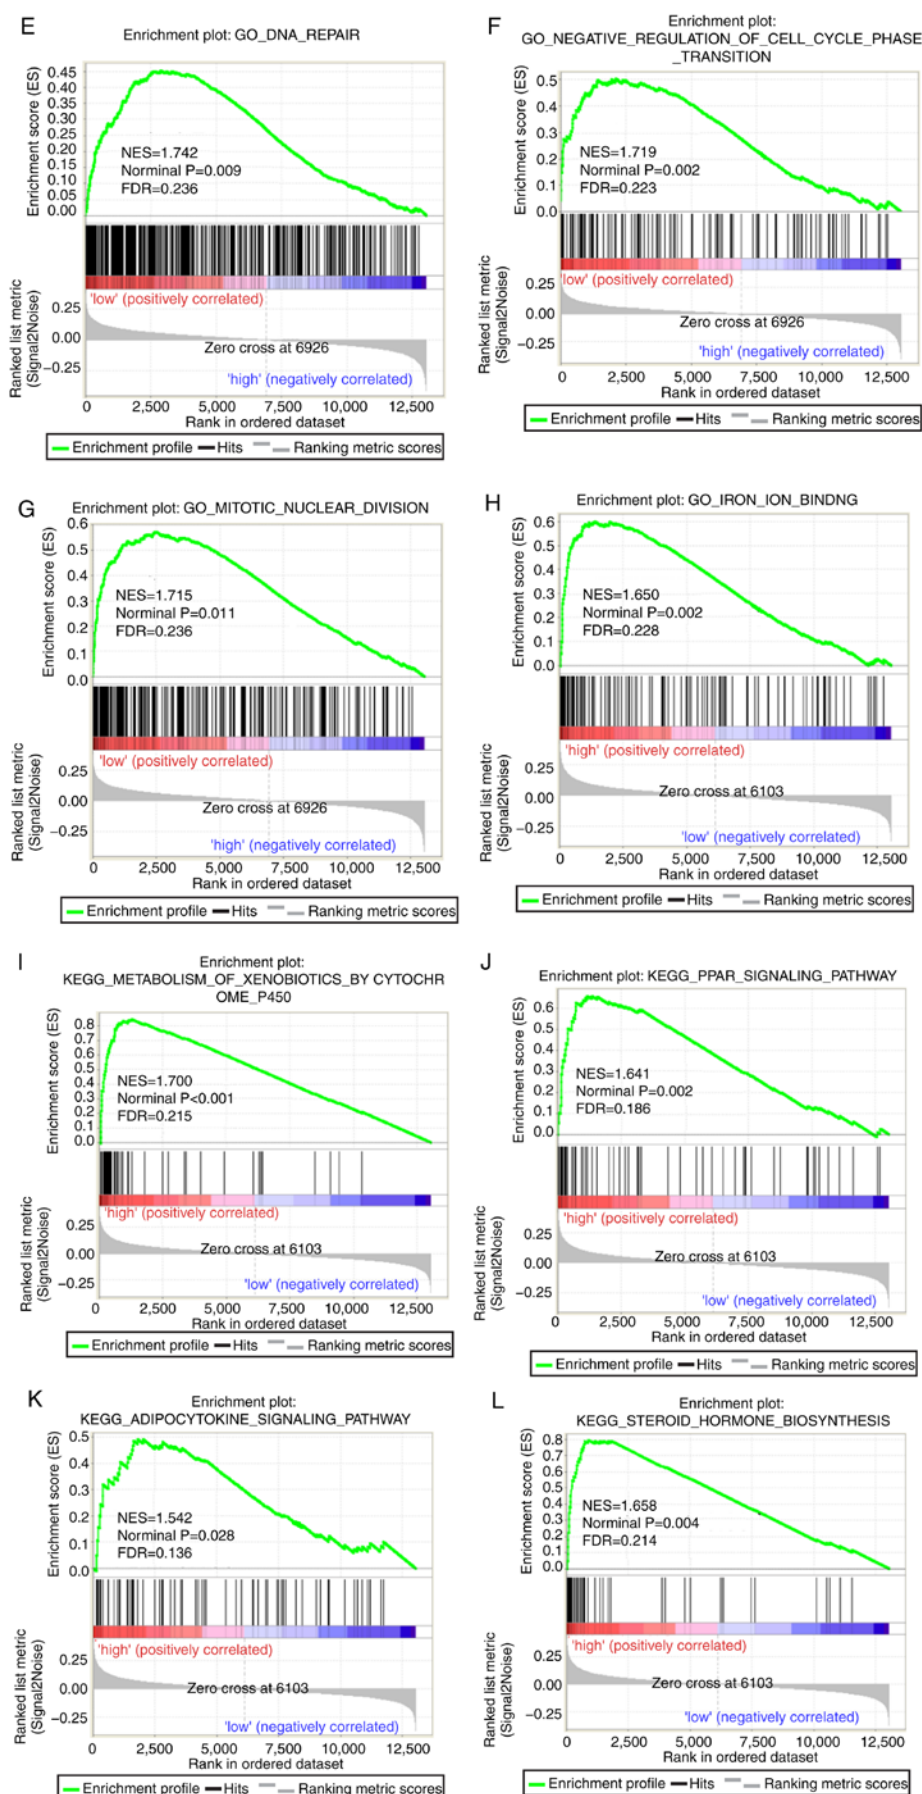 E
Enrichment plot: GO_DNA_REPAIR
Enrichment score (ES)
0.45
0.40
0.35
0.30
0.25
0.20
0.15
0.10
0.05
0.00
NES=1.742
Norminal P=0.009
FDR=0.236
'low' (positively correlated)
Ranked list metric
(Signal2Noise)
0.25
0.00
−0.25
Zero cross at 6926
'high' (negatively correlated)
0 2,500 5,000 7,500 10,000 12,500
Rank in ordered dataset
Enrichment profile Hits Ranking metric scores
F
Enrichment plot:
GO_NEGATIVE_REGULATION_OF_CELL_CYCLE_PHASE
_TRANSITION
Enrichment score (ES)
0.5
0.4
0.3
0.2
0.1
0.0
NES=1.719
Norminal P=0.002
FDR=0.223
'low' (positively correlated)
Ranked list metric
(Signal2Noise)
0.25
0.00
−0.25
Zero cross at 6926
'high' (negatively correlated)
0 2,500 5,000 7,500 10,000 12,500
Rank in ordered dataset
Enrichment profile Hits Ranking metric scores
G
Enrichment plot: GO_MITOTIC_NUCLEAR_DIVISION
Enrichment score (ES)
0.6
0.5
0.4
0.3
0.2
0.1
0.0
NES=1.715
Norminal P=0.011
FDR=0.236
'low' (positively correlated)
Ranked list metric
(Signal2Noise)
0.25
0.00
−0.25
Zero cross at 6926
'high' (negatively correlated)
0 2,500 5,000 7,500 10,000 12,500
Rank in ordered dataset
Enrichment profile Hits Ranking metric scores
H
Enrichment plot: GO_IRON_ION_BINDNG
Enrichment score (ES)
0.6
0.5
0.4
0.3
0.2
0.1
0.0
NES=1.650
Norminal P=0.002
FDR=0.228
'high' (positively correlated)
Ranked list metric
(Signal2Noise)
0.25
0.00
−0.25
Zero cross at 6103
'low' (negatively correlated)
0 2,500 5,000 7,500 10,000 12,500
Rank in ordered dataset
Enrichment profile Hits Ranking metric scores
I
Enrichment plot:
KEGG_METABOLISM_OF_XENOBIOTICS_BY CYTOCHR
OME_P450
Enrichment score (ES)
0.8
0.7
0.6
0.5
0.4
0.3
0.2
0.1
0.0
NES=1.700
Norminal P<0.001
FDR=0.215
'high' (positively correlated)
Ranked list metric
(Signal2Noise)
0.25
0.00
−0.25
Zero cross at 6103
'low' (negatively correlated)
0 2,500 5,000 7,500 10,000 12,500
Rank in ordered dataset
Enrichment profile Hits Ranking metric scores
J
Enrichment plot: KEGG_PPAR_SIGNALING_PATHWAY
Enrichment score (ES)
0.6
0.5
0.4
0.3
0.2
0.1
0.0
NES=1.641
Norminal P=0.002
FDR=0.186
'high' (positively correlated)
Ranked list metric
(Signal2Noise)
0.25
0.00
−0.25
Zero cross at 6103
'low' (negatively correlated)
0 2,500 5,000 7,500 10,000 12,500
Rank in ordered dataset
Enrichment profile Hits Ranking metric scores
K
Enrichment plot:
KEGG_ADIPOCYTOKINE_SIGNALING_PATHWAY
Enrichment score (ES)
0.5
0.4
0.3
0.2
0.1
0.0
NES=1.542
Norminal P=0.028
FDR=0.136
'high' (positively correlated)
Ranked list metric
(Signal2Noise)
0.25
0.00
−0.25
Zero cross at 6103
'low' (negatively correlated)
0 2,500 5,000 7,500 10,000 12,500
Rank in ordered dataset
Enrichment profile Hits Ranking metric scores
L
Enrichment plot:
KEGG_STEROID_HORMONE_BIOSYNTHESIS
Enrichment score (ES)
0.8
0.7
0.6
0.5
0.4
0.3
0.2
0.1
0.0
NES=1.658
Norminal P=0.004
FDR=0.214
'high' (positively correlated)
Ranked list metric
(Signal2Noise)
0.25
0.00
−0.25
Zero cross at 6103
'low' (negatively correlated)
0 2,500 5,000 7,500 10,000 12,500
Rank in ordered dataset
Enrichment profile Hits Ranking metric scores